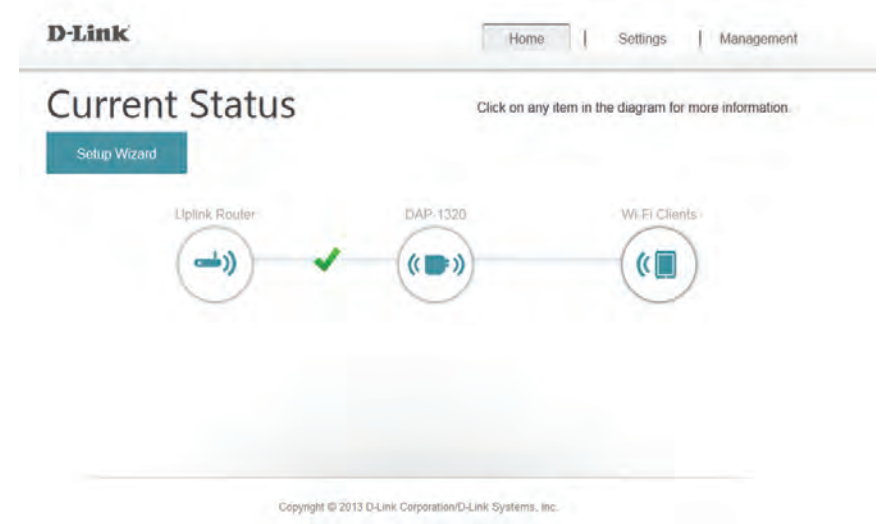 D-Link
Home | Settings | Management
Current Status
Click on any item in the diagram for more information.
Setup Wizard
Uplink Router
DAP-1320
Wi-Fi Clients
Copyright © 2013 D-Link Corporation/D-Link Systems, Inc.